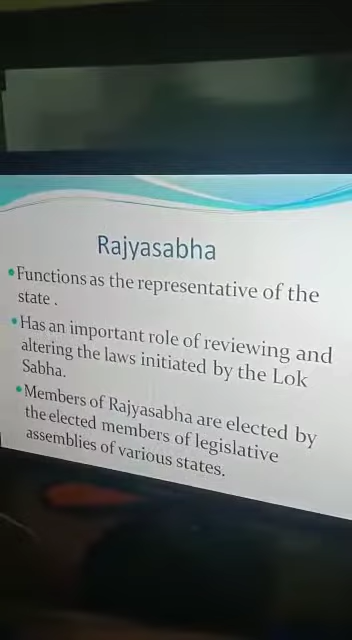 Rajyasabha
•Functions as the representative of the
state .
•Has an important role of reviewing and
altering the laws initiated by the Lok
Sabha.
•Members of Rajyasabha are elected by
the elected members of legislative
assemblies of various states.